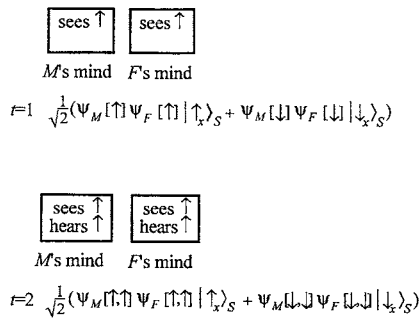 sees ↑ sees ↑
M's mind F's mind
t=1 1/√2(Ψ_M[↑]Ψ_F[↑]|↑_x⟩_S + Ψ_M[↓]Ψ_F[↓]|↓_x⟩_S)
sees ↑ sees ↑
hears ↑ hears ↑
M's mind F's mind
t=2 1/√2(Ψ_M[↑,↑]Ψ_F[↑,↑]|↑_x⟩_S + Ψ_M[↓,↓]Ψ_F[↓,↓]|↓_x⟩_S)